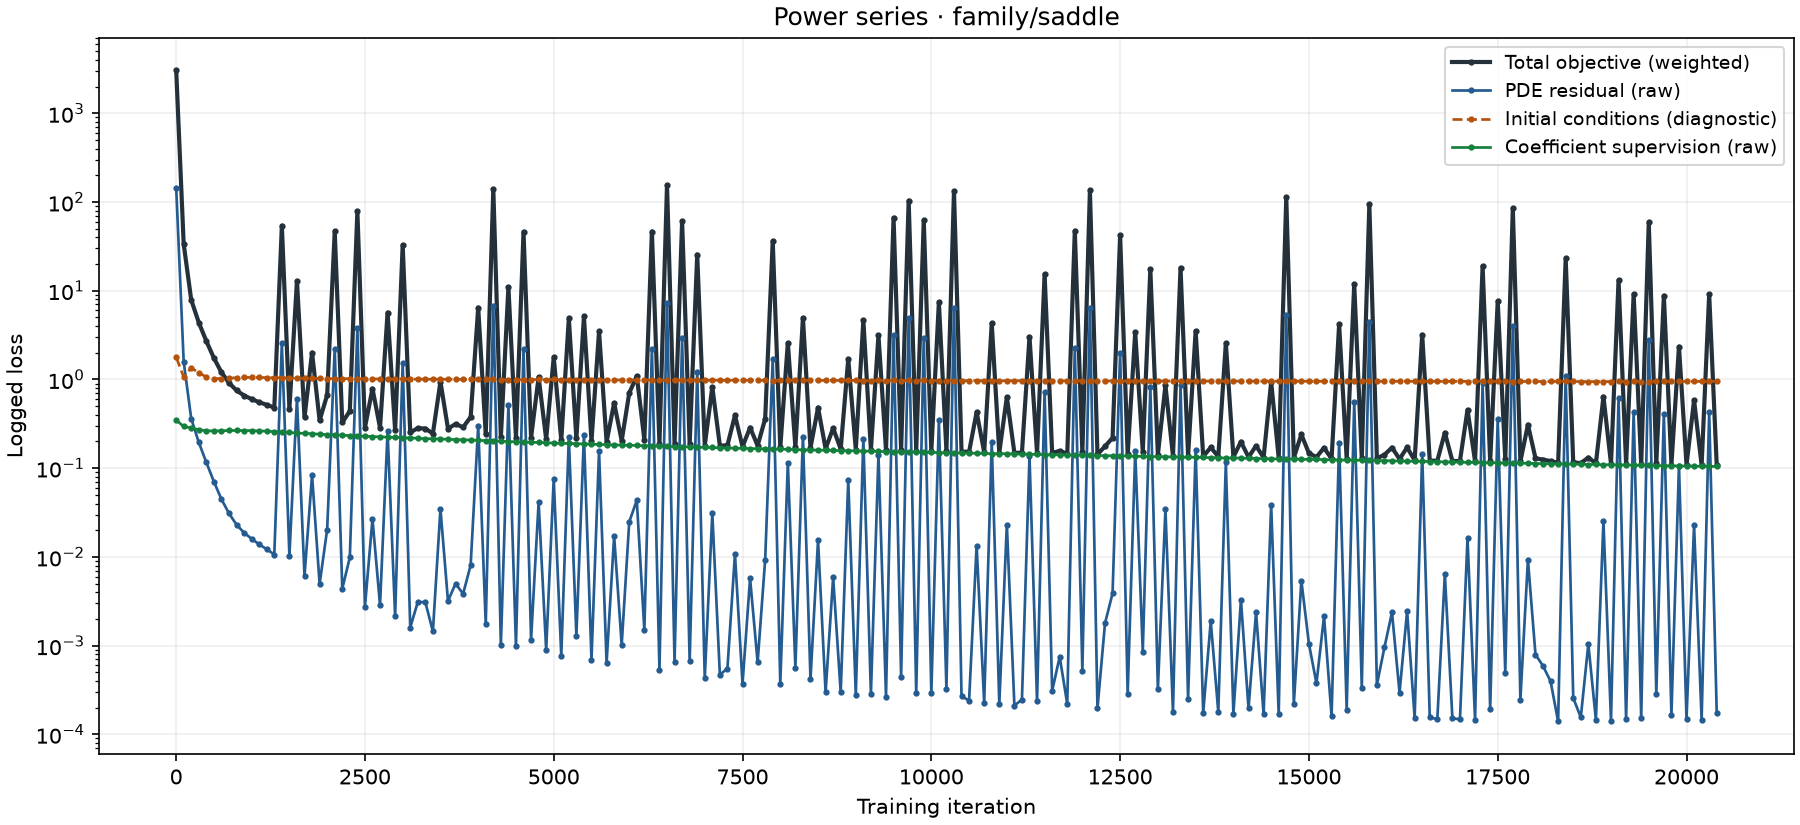 Power series · family/saddle
Total objective (weighted)
PDE residual (raw)
Initial conditions (diagnostic)
Coefficient supervision (raw)
Logged loss
10³
10²
10¹
10⁰
10⁻¹
10⁻²
10⁻³
10⁻⁴
0 2500 5000 7500 10000 12500 15000 17500 20000
Training iteration